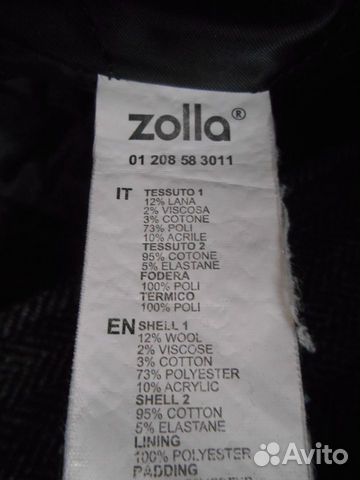 zolla®
01 208 58 3011
IT TESSUTO 1
12% LANA
2% VISCOSA
3% COTONE
73% POLI
10% ACRILE
TESSUTO 2
95% COTONE
5% ELASTANE
FODERA
100% POLI
TERMICO
100% POLI
EN SHELL 1
12% WOOL
2% VISCOSE
3% COTTON
73% POLYESTER
10% ACRYLIC
SHELL 2
95% COTTON
5% ELASTANE
LINING
100% POLYESTER
PADDING
Avito